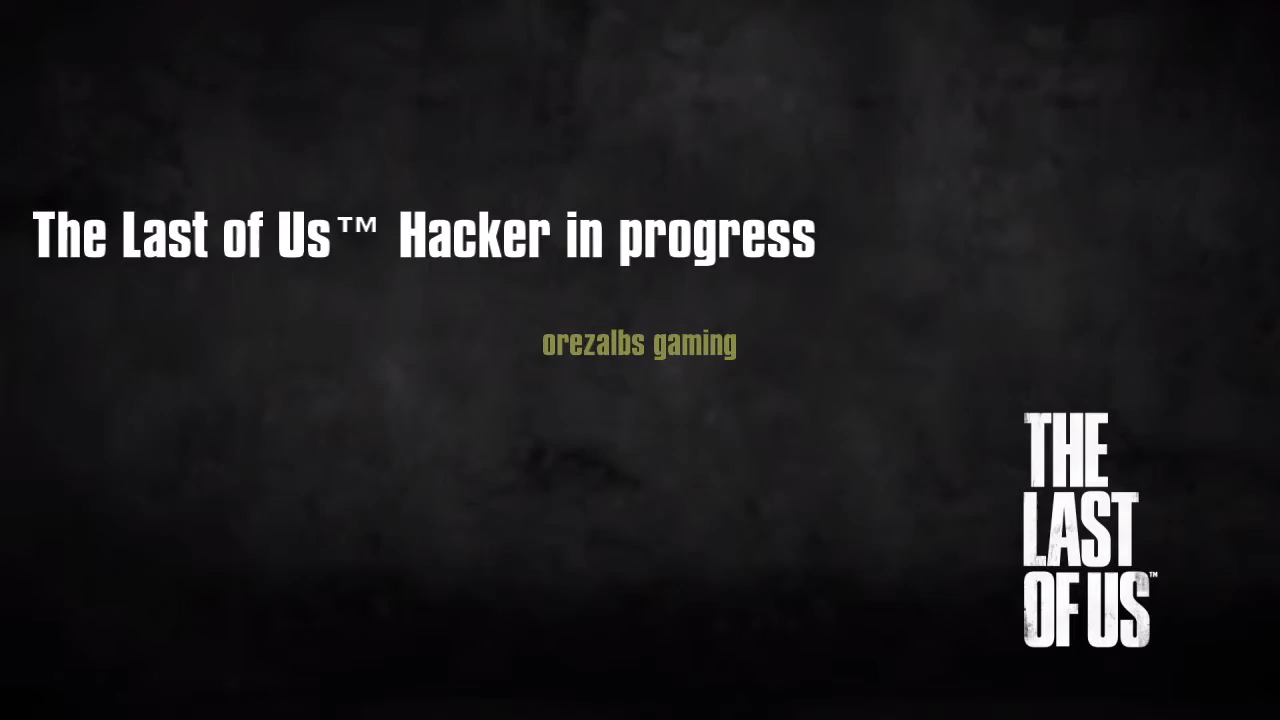 The Last of Us™ Hacker in progress
orezalbs gaming
THE
LAST
OF US™